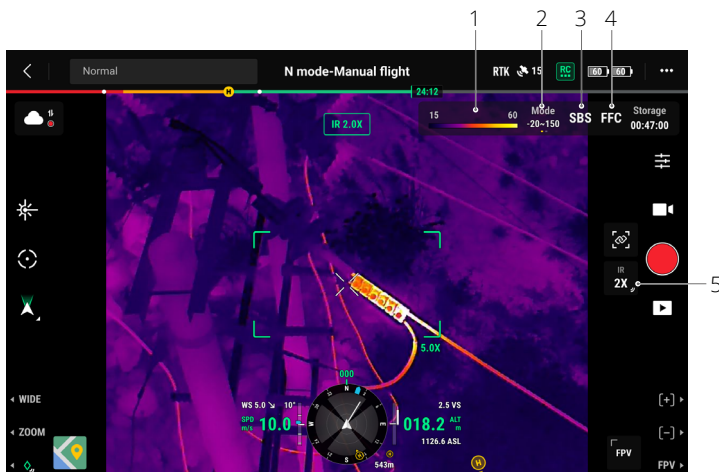 1 2 3 4
Normal
N mode-Manual flight
RTK 15 RC 60 60
H
24:12
IR 2.0X
15 60
Mode
-20~150
SBS FFC
Storage
00:47:00
IR
2X
5
5.0X
000
WS 5.0 10°
2.5 VS
SPD
m/s
10.0
N
W
E
S
018.2
ALT
m
1126.6 ASL
543m
H
WIDE
ZOOM
[+]
[-]
FPV
FPV